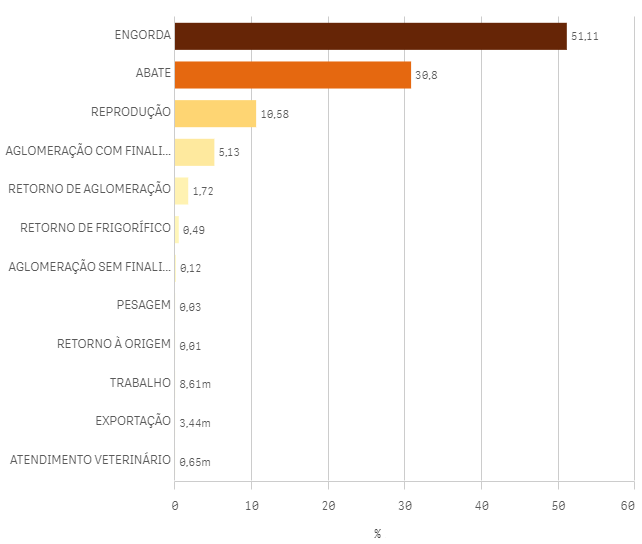 ENGORDA 51,11
ABATE 30,8
REPRODUÇÃO 10,58
AGLOMERAÇÃO COM FINALI... 5,13
RETORNO DE AGLOMERAÇÃO 1,72
RETORNO DE FRIGORÍFICO 0,49
AGLOMERAÇÃO SEM FINALI... 0,12
PESAGEM 0,03
RETORNO À ORIGEM 0,01
TRABALHO 8,61m
EXPORTAÇÃO 3,44m
ATENDIMENTO VETERINÁRIO 0,65m
0 10 20 30 40 50 60
%